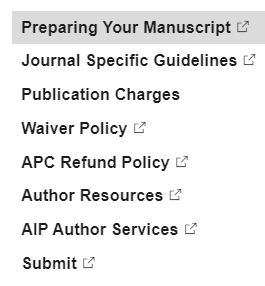 Preparing Your Manuscript
Journal Specific Guidelines
Publication Charges
Waiver Policy
APC Refund Policy
Author Resources
AIP Author Services
Submit